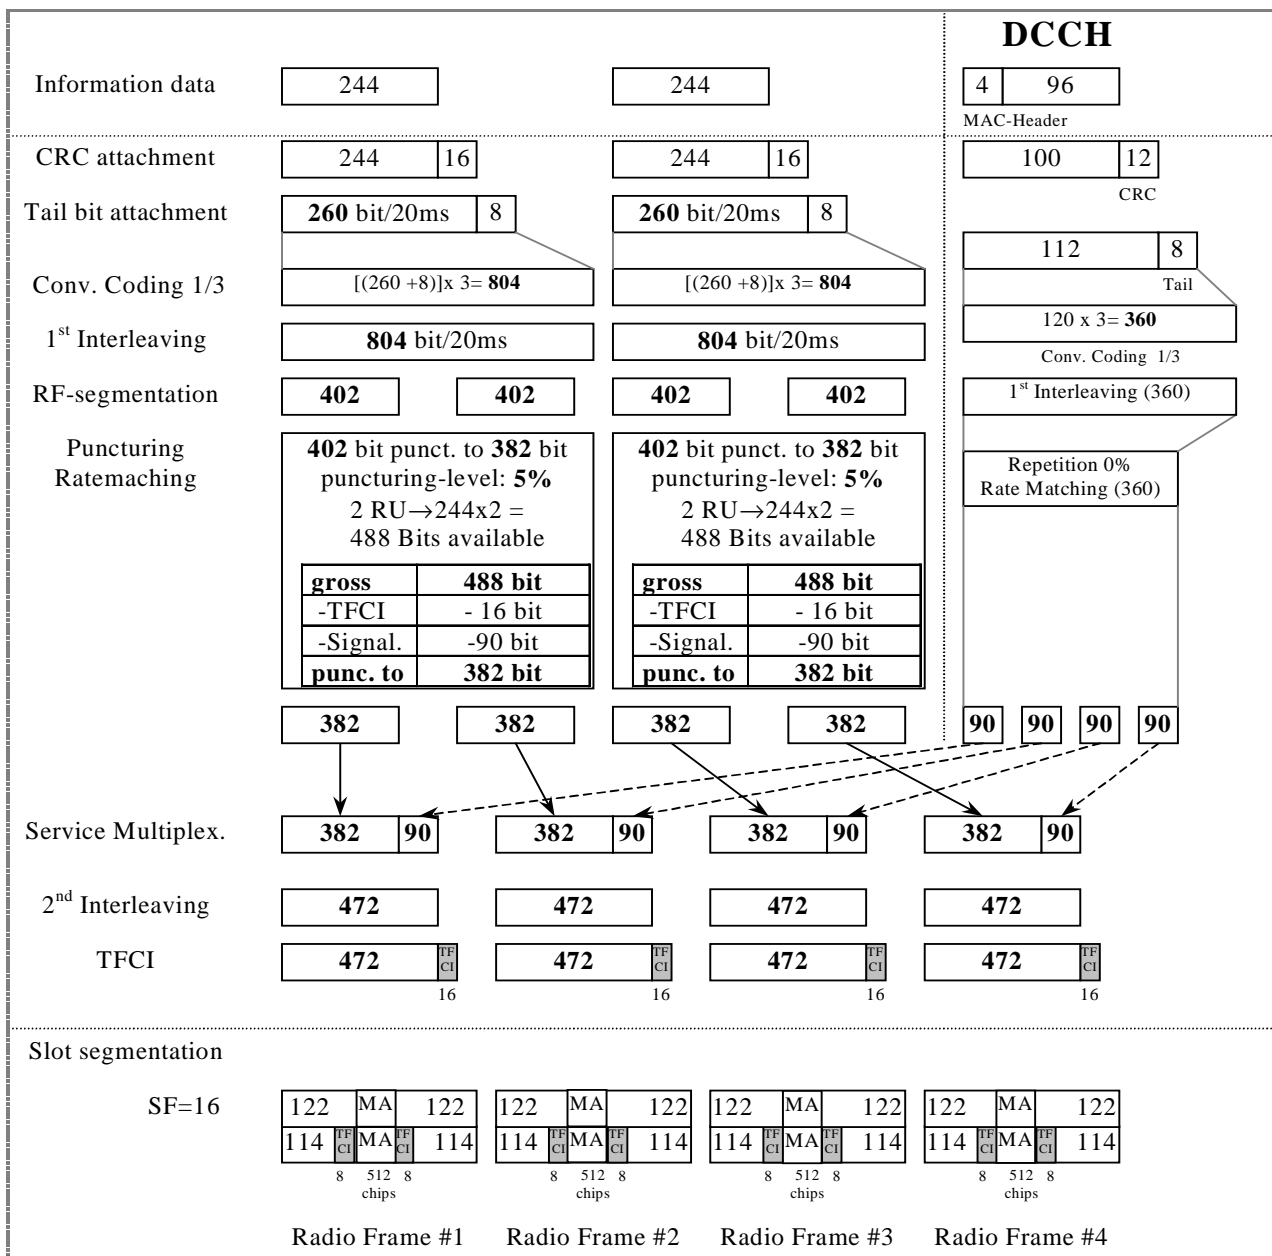 DCCH
Information data 244 244 4 96
MAC-Header
CRC attachment 244 16 244 16 100 12
CRC
Tail bit attachment 260 bit/20ms 8 260 bit/20ms 8
112 8
Tail
Conv. Coding 1/3 [(260 +8)]x 3= 804 [(260 +8)]x 3= 804
120 x 3= 360
Conv. Coding 1/3
1st Interleaving 804 bit/20ms 804 bit/20ms
RF-segmentation 402 402 402 402 1st Interleaving (360)
Puncturing 402 bit punct. to 382 bit 402 bit punct. to 382 bit
Ratemaching puncturing-level: 5% puncturing-level: 5%
Repetition 0%
Rate Matching (360)
2 RU→244x2 = 2 RU→244x2 =
488 Bits available 488 Bits available
gross 488 bit gross 488 bit
-TFCI - 16 bit -TFCI - 16 bit
-Signal. -90 bit -Signal. -90 bit
punc. to 382 bit punc. to 382 bit
382 382 382 382 90 90 90 90
Service Multiplex. 382 90 382 90 382 90 382 90
2nd Interleaving 472 472 472 472
TFCI 472 TF CI 472 TF CI 472 TF CI 472 TF CI
16 16 16 16
Slot segmentation
SF=16 122 MA 122 122 MA 122 122 MA 122 122 MA 122
114 TF CI MA TF CI 114 114 TF CI MA TF CI 114 114 TF CI MA TF CI 114 114 TF CI MA TF CI 114
8 512 8 8 512 8 8 512 8 8 512 8
chips chips chips chips
Radio Frame #1 Radio Frame #2 Radio Frame #3 Radio Frame #4